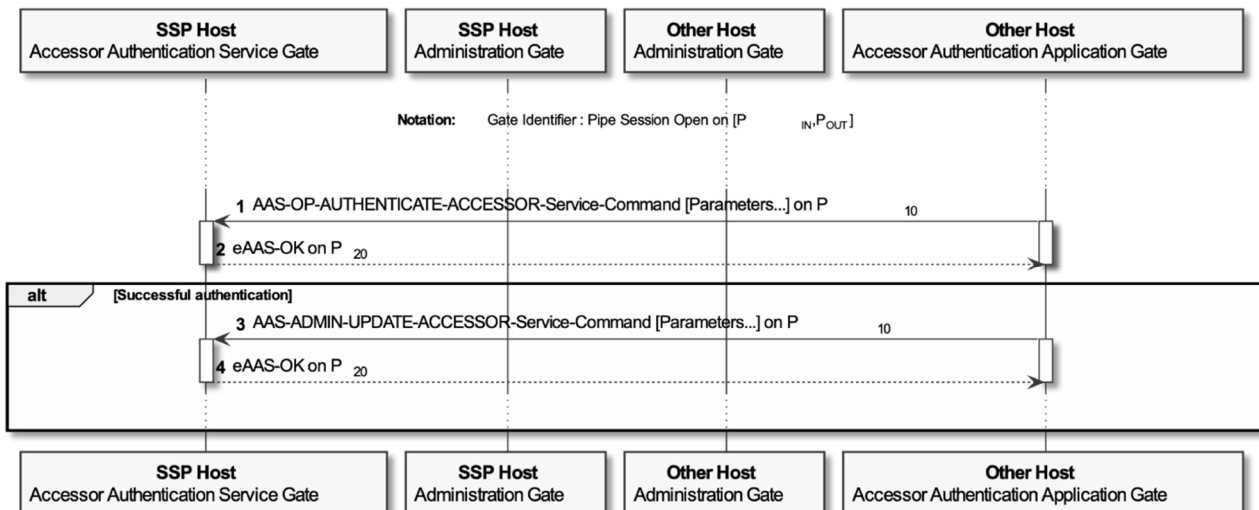 SSP Host
Accessor Authentication Service Gate
SSP Host
Administration Gate
Other Host
Administration Gate
Other Host
Accessor Authentication Application Gate
Notation: Gate Identifier : Pipe Session Open on [P IN,POUT]
1 AAS-OP-AUTHENTICATE-ACCESSOR-Service-Command [Parameters...] on P 10
2 eAAS-OK on P 20
alt [Successful authentication]
3 AAS-ADMIN-UPDATE-ACCESSOR-Service-Command [Parameters...] on P 10
4 eAAS-OK on P 20
SSP Host
Accessor Authentication Service Gate
SSP Host
Administration Gate
Other Host
Administration Gate
Other Host
Accessor Authentication Application Gate